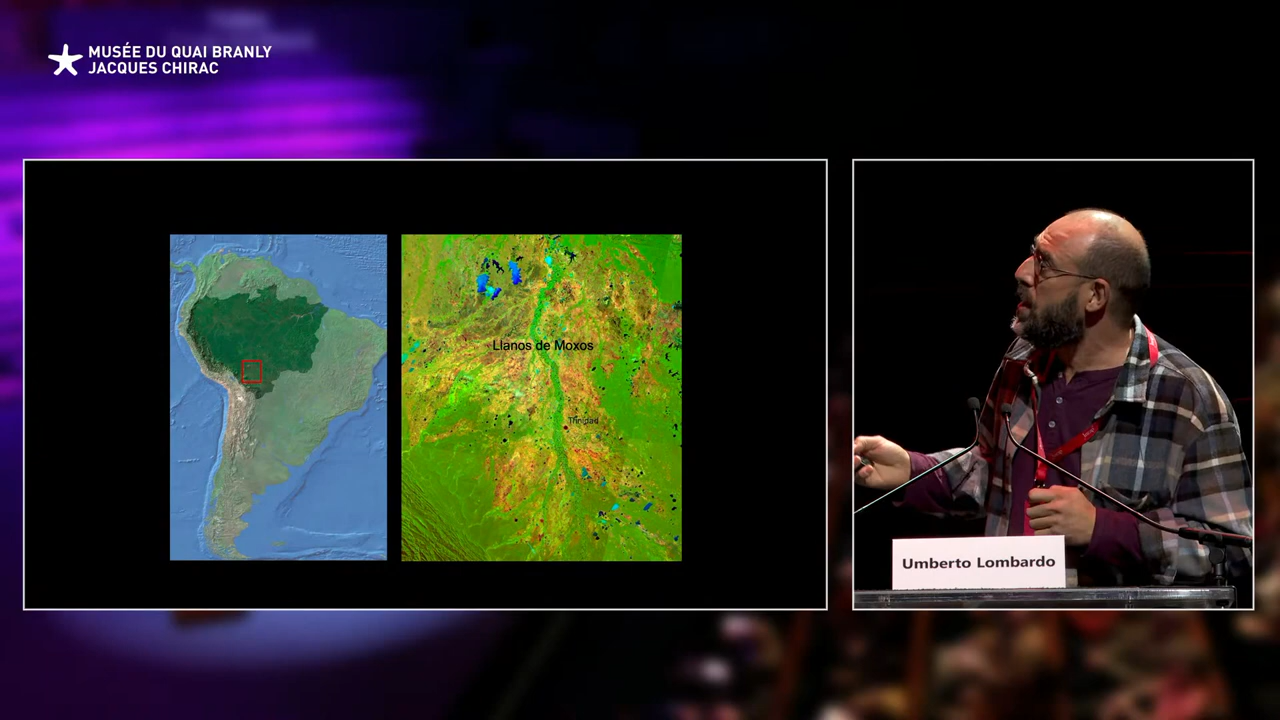 MUSÉE DU QUAI BRANLY
JACQUES CHIRAC
Llanos de Moxos
Trinidad
Umberto Lombardo